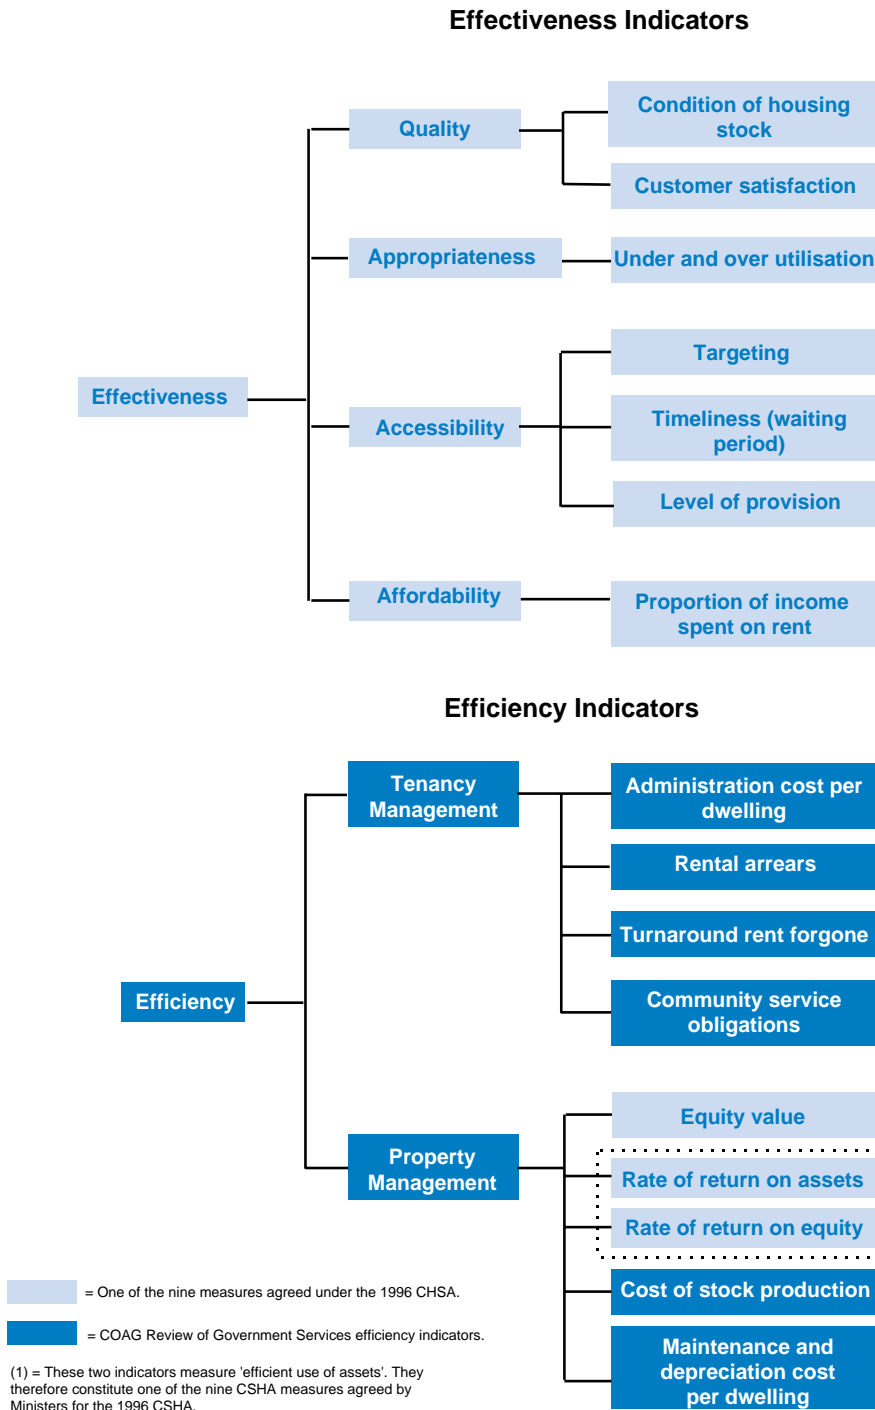 Effectiveness Indicators
Quality
Condition of housing
stock
Customer satisfaction
Appropriateness
Under and over utilisation
Effectiveness
Accessibility
Targeting
Timeliness (waiting
period)
Level of provision
Affordability
Proportion of income
spent on rent
Efficiency Indicators
Efficiency
Tenancy
Management
Administration cost per
dwelling
Rental arrears
Turnaround rent forgone
Community service
obligations
Property
Management
Equity value
Rate of return on assets
Rate of return on equity
Cost of stock production
Maintenance and
depreciation cost
per dwelling
= One of the nine measures agreed under the 1996 CHSA.
= COAG Review of Government Services efficiency indicators.
(1) = These two indicators measure 'efficient use of assets'. They
therefore constitute one of the nine CSHA measures agreed by
Ministers for the 1996 CSHA.